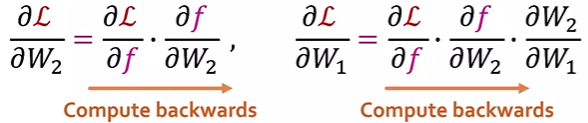 ∂ℒ/∂W₂ = ∂ℒ/∂f · ∂f/∂W₂ , ∂ℒ/∂W₁ = ∂ℒ/∂f · ∂f/∂W₂ · ∂W₂/∂W₁
Compute backwards Compute backwards